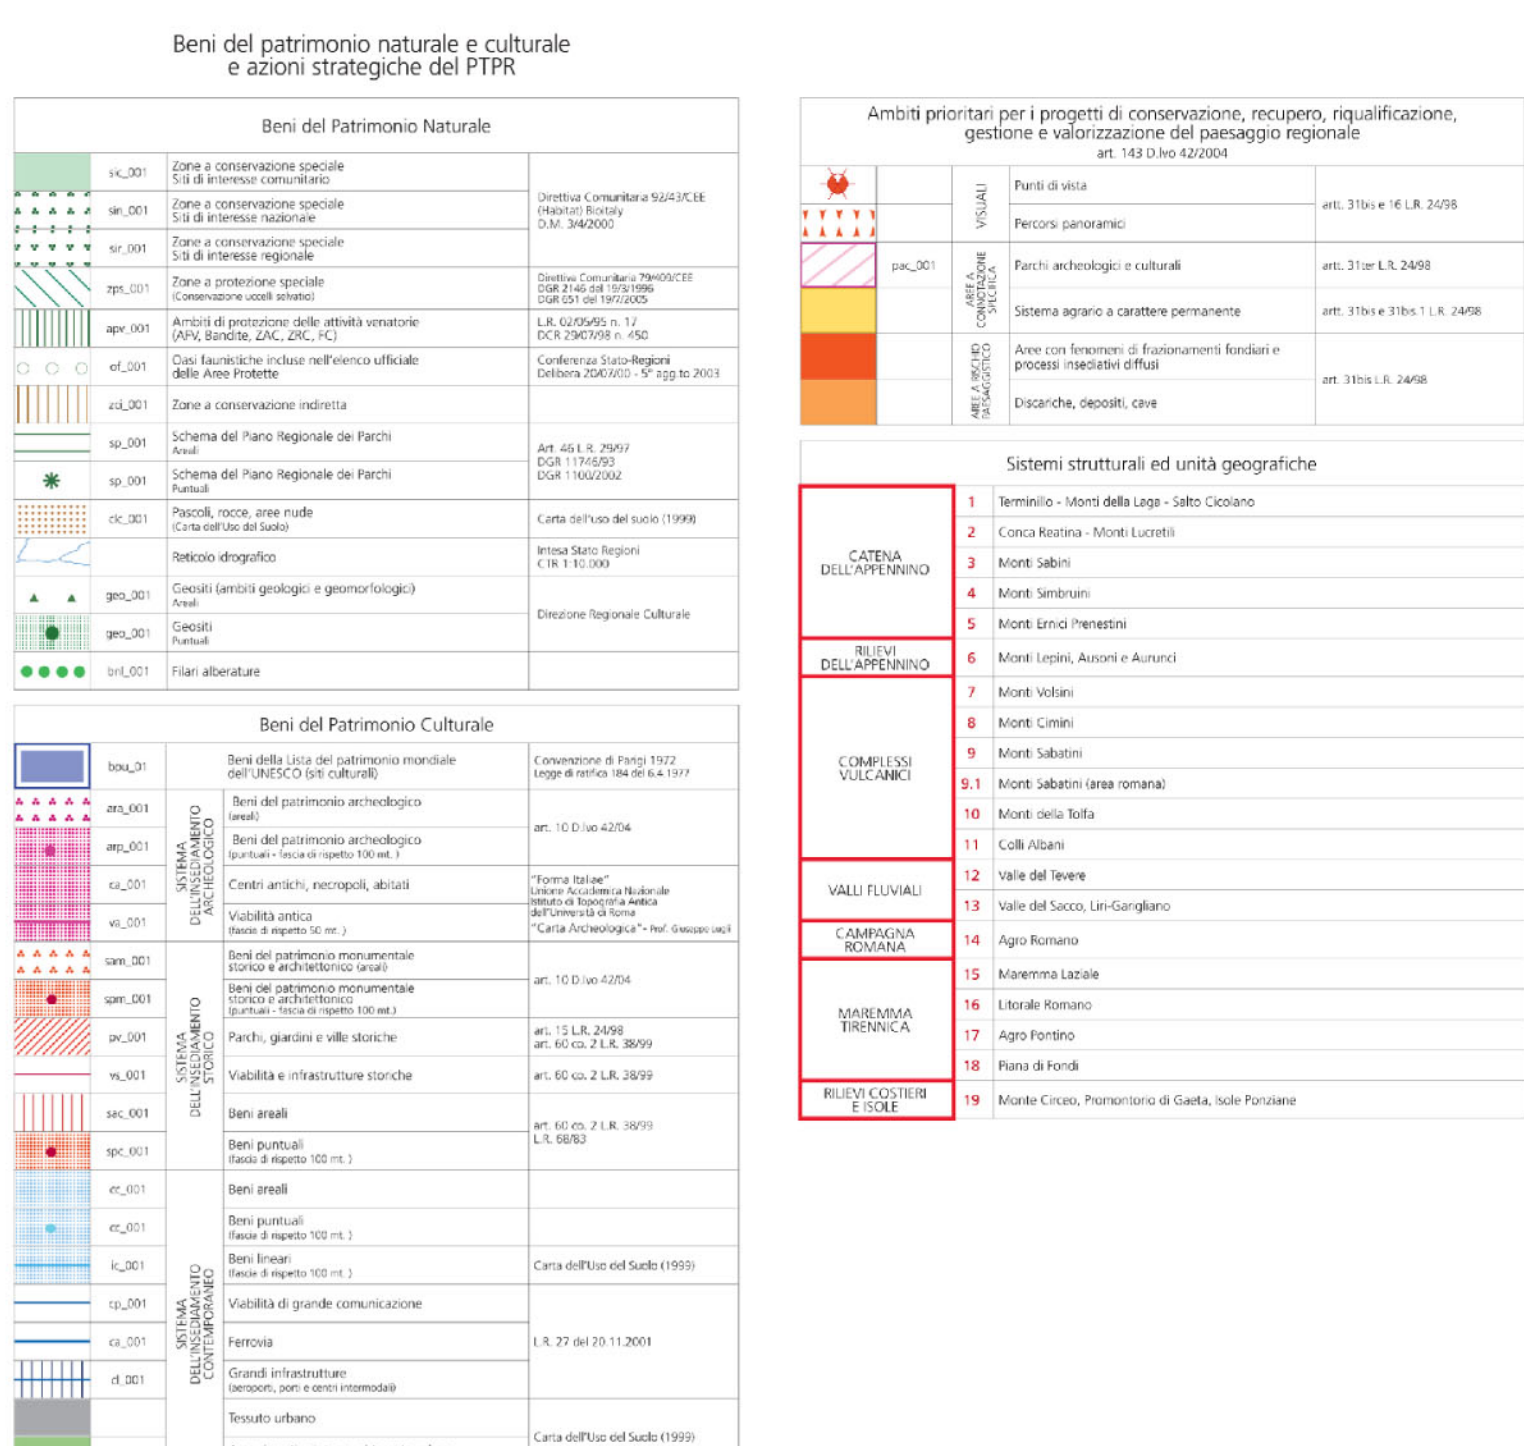 Beni del patrimonio naturale e culturale
e azioni strategiche del PTPR
Beni del Patrimonio Naturale
sic_001
Zone a conservazione speciale
Siti di interesse comunitario
Direttiva Comunitaria 92/43/CEE
(Habitat) Bioitaly
D.M. 3/4/2000
sin_001
Zone a conservazione speciale
Siti di interesse nazionale
sir_001
Zone a conservazione speciale
Siti di interesse regionale
zps_001
Zone a protezione speciale
(Conservazione uccelli selvatici)
Direttiva Comunitaria 79/409/CEE
DGR 2146 del 19/3/1996
DGR 651 del 19/7/2005
apv_001
Ambiti di protezione delle attività venatorie
(AFV, Bandite, ZAC, ZRC, FC)
L.R. 02/05/95 n. 17
DCR 29/07/98 n. 450
of_001
Oasi faunistiche incluse nell'elenco ufficiale
delle Aree Protette
Conferenza Stato-Regioni
Delibera 20/07/00 - 5° agg.to 2003
zci_001
Zone a conservazione indiretta
sp_001
Schema del Piano Regionale dei Parchi
Areali
Art. 46 L.R. 29/97
DGR 11746/93
DGR 1100/2002
sp_001
Schema del Piano Regionale dei Parchi
Puntuali
clc_001
Pascoli, rocce, aree nude
(Carta dell'Uso del Suolo)
Carta dell'uso del suolo (1999)
Reticolo idrografico
Intesa Stato Regioni
CTR 1:10.000
geo_001
Geositi (ambiti geologici e geomorfologici)
Areali
Direzione Regionale Culturale
geo_001
Geositi
Puntuali
bnl_001
Filari alberature
Beni del Patrimonio Culturale
bpu_01
Beni della Lista del patrimonio mondiale
dell'UNESCO (siti culturali)
Convenzione di Parigi 1972
Legge di ratifica 184 del 6.4.1977
SISTEMA
DELL'INSEDIAMENTO
ARCHEOLOGICO
ara_001
Beni del patrimonio archeologico
(areali)
art. 10 D.lvo 42/04
arp_001
Beni del patrimonio archeologico
(puntuali - fascia di rispetto 100 mt. )
ca_001
Centri antichi, necropoli, abitati
"Forma Italiae"
Unione Accademica Nazionale
Istituto di Topografia Antica
dell'Università di Roma
"Carta Archeologica" - Prof. Giuseppe Lugli
va_001
Viabilità antica
(fascia di rispetto 50 mt. )
SISTEMA
DELL'INSEDIAMENTO
STORICO
sam_001
Beni del patrimonio monumentale
storico e architettonico (areali)
art. 10 D.lvo 42/04
spm_001
Beni del patrimonio monumentale
storico e architettonico
(puntuali - fascia di rispetto 100 mt.)
pv_001
Parchi, giardini e ville storiche
art. 15 L.R. 24/98
art. 60 co. 2 L.R. 38/99
vs_001
Viabilità e infrastrutture storiche
art. 60 co. 2 L.R. 38/99
sac_001
Beni areali
art. 60 co. 2 L.R. 38/99
L.R. 68/83
spc_001
Beni puntuali
(fascia di rispetto 100 mt. )
SISTEMA
DELL'INSEDIAMENTO
CONTEMPORANEO
cc_001
Beni areali
cc_001
Beni puntuali
(fascia di rispetto 100 mt. )
ic_001
Beni lineari
(fascia di rispetto 100 mt. )
Carta dell'Uso del Suolo (1999)
cp_001
Viabilità di grande comunicazione
ca_001
Ferrovia
L.R. 27 del 20.11.2001
cl_001
Grandi infrastrutture
(aeroporti, porti e centri intermodali)
Tessuto urbano
Carta dell'Uso del Suolo (1999)
Ambiti prioritari per i progetti di conservazione, recupero, riqualificazione,
gestione e valorizzazione del paesaggio regionale
art. 143 D.lvo 42/2004
VISUALI
Punti di vista
artt. 31bis e 16 L.R. 24/98
Percorsi panoramici
AREE A
CONNOTAZIONE
SPECIFICA
pac_001
Parchi archeologici e culturali
artt. 31ter L.R. 24/98
Sistema agrario a carattere permanente
artt. 31bis e 31bis.1 L.R. 24/98
AREE A RISCHIO
PAESAGGISTICO
Aree con fenomeni di frazionamenti fondiari e
processi insediativi diffusi
art. 31bis L.R. 24/98
Discariche, depositi, cave
Sistemi strutturali ed unità geografiche
CATENA
DELL'APPENNINO
1 Terminillo - Monti della Laga - Salto Cicolano
2 Conca Reatina - Monti Lucretili
3 Monti Sabini
4 Monti Simbruini
5 Monti Ernici Prenestini
RILIEVI
DELL'APPENNINO
6 Monti Lepini, Ausoni e Aurunci
COMPLESSI
VULCANICI
7 Monti Volsini
8 Monti Cimini
9 Monti Sabatini
9.1 Monti Sabatini (area romana)
10 Monti della Tolfa
11 Colli Albani
VALLI FLUVIALI
12 Valle del Tevere
13 Valle del Sacco, Liri-Garigliano
CAMPAGNA
ROMANA
14 Agro Romano
MAREMMA
TIRENNICA
15 Maremma Laziale
16 Litorale Romano
17 Agro Pontino
18 Piana di Fondi
RILIEVI COSTIERI
E ISOLE
19 Monte Circeo, Promontorio di Gaeta, Isole Ponziane